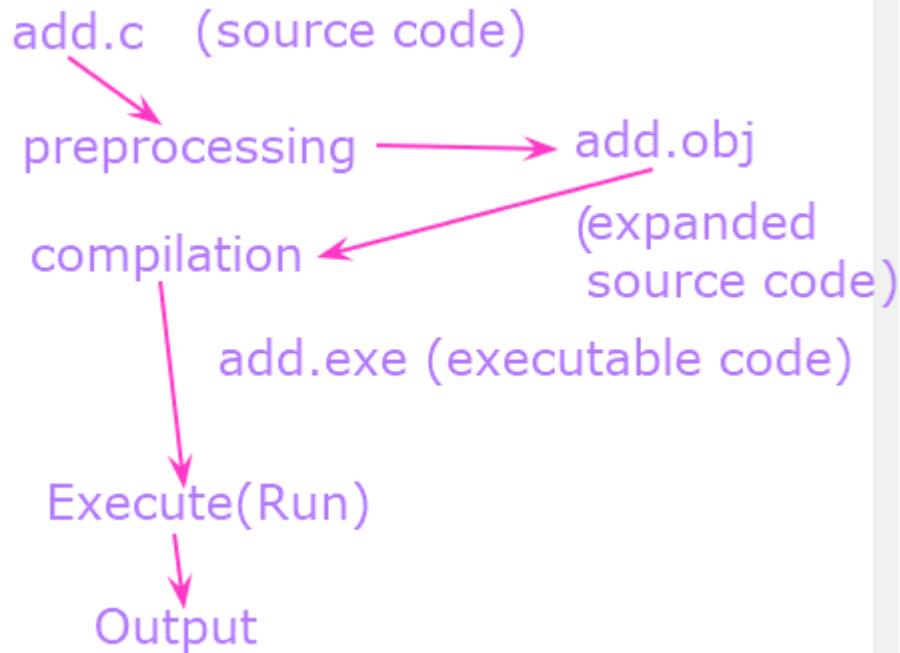 add.c (source code)
preprocessing add.obj
(expanded
source code)
compilation
add.exe (executable code)
Execute(Run)
Output